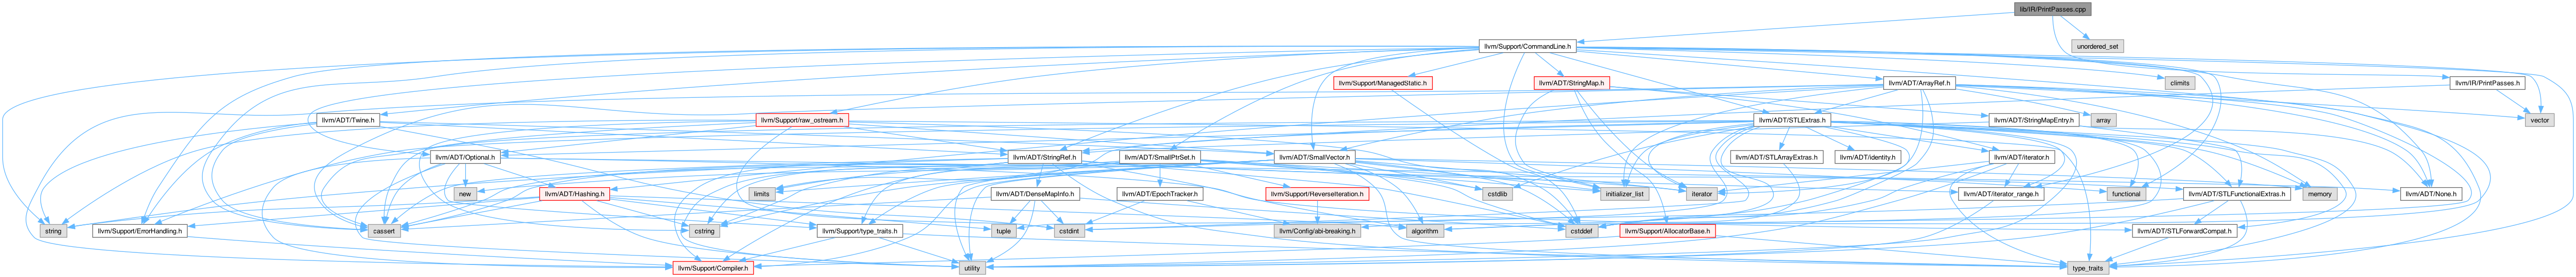 lib/IR/PrintPasses.cpp
llvm/Support/CommandLine.h
unordered_set
llvm/Support/ManagedStatic.h
llvm/ADT/StringMap.h
llvm/ADT/ArrayRef.h
climits
llvm/IR/PrintPasses.h
llvm/ADT/Twine.h
llvm/Support/raw_ostream.h
llvm/ADT/STLExtras.h
array
llvm/ADT/StringMapEntry.h
vector
llvm/ADT/Optional.h
llvm/ADT/StringRef.h
llvm/ADT/SmallPtrSet.h
llvm/ADT/SmallVector.h
llvm/ADT/STLArrayExtras.h
llvm/ADT/identity.h
llvm/ADT/iterator.h
new
llvm/ADT/Hashing.h
limits
llvm/ADT/DenseMapInfo.h
llvm/ADT/EpochTracker.h
llvm/Support/ReverseIteration.h
cstdlib
initializer_list
iterator
llvm/ADT/iterator_range.h
functional
llvm/ADT/STLFunctionalExtras.h
memory
llvm/ADT/None.h
string
llvm/Support/ErrorHandling.h
cassert
cstring
llvm/Support/type_traits.h
tuple
cstdint
llvm/Config/abi-breaking.h
algorithm
cstddef
llvm/Support/AllocatorBase.h
llvm/ADT/STLForwardCompat.h
llvm/Support/Compiler.h
utility
type_traits